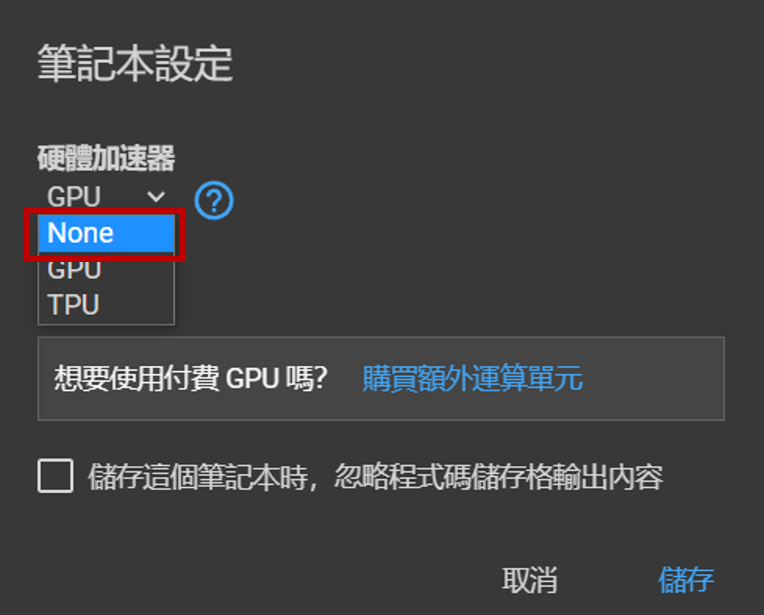 筆記本設定
硬體加速器
GPU
None
GPU
TPU
想要使用付費 GPU 嗎? 購買額外運算單元
儲存這個筆記本時，忽略程式碼儲存格輸出內容
取消 儲存